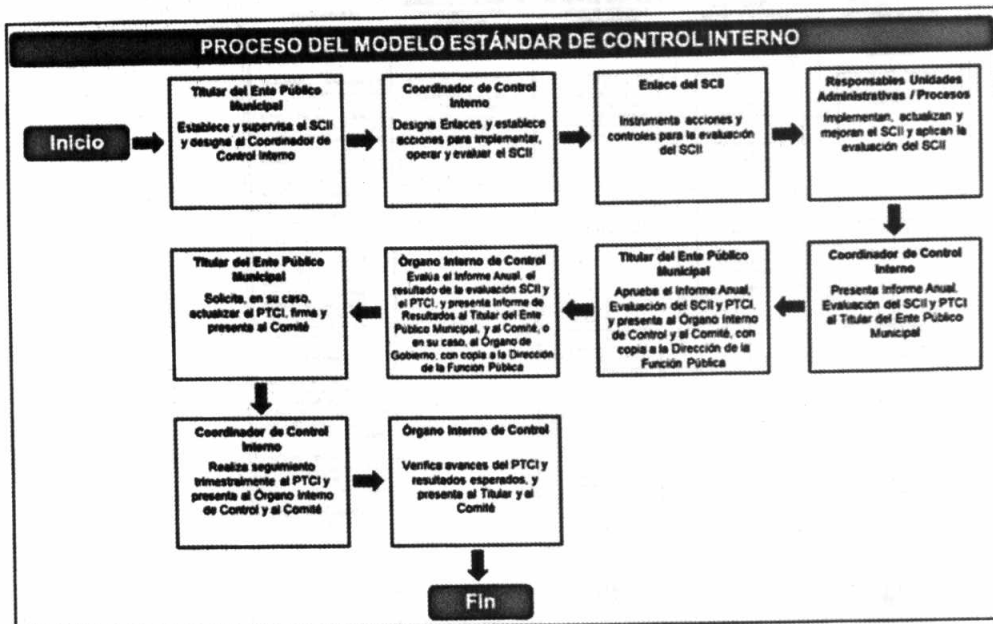 PROCESO DEL MODELO ESTÁNDAR DE CONTROL INTERNO
Inicio
Titular del Ente Público
Municipal
Establece y supervisa el SCII
y designa al Coordinador de
Control Interno
Coordinador de Control
Interno
Designa Enlaces y establece
acciones para implementar,
operar y evaluar el SCII
Enlace del SCII
Instrumenta acciones y
controles para la evaluación
del SCII
Responsables Unidades
Administrativas / Procesos
Implementan, actualizan y
mejoran el SCII y aplican la
evaluación del SCII
Coordinador de Control
Interno
Presenta Informe Anual,
Evaluación del SCII y PTCI
al Titular del Ente Público
Municipal
Titular del Ente Público
Municipal
Aprueba el Informe Anual,
Evaluación del SCII y PTCI,
y presenta al Órgano Interno
de Control y al Comité, con
copia a la Dirección de la
Función Pública
Órgano Interno de Control
Evalúa el Informe Anual, el
resultado de la evaluación SCII y
el PTCI, y presenta Informe de
Resultados al Titular del Ente
Público Municipal, y al Comité, o
en su caso, al Órgano de
Gobierno, con copia a la Dirección
de la Función Pública
Titular del Ente Público
Municipal
Solicita, en su caso,
actualizar el PTCI, firma y
presenta al Comité
Coordinador de Control
Interno
Realiza seguimiento
trimestralmente al PTCI y
presenta al Órgano Interno
de Control y al Comité
Órgano Interno de Control
Verifica avances del PTCI y
resultados esperados, y
presenta al Titular y al
Comité
Fin